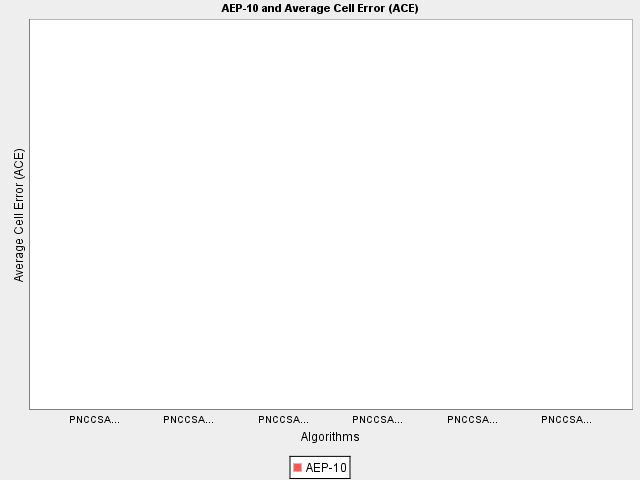 AEP-10 and Average Cell Error (ACE)
Average Cell Error (ACE)
PNCCSA... PNCCSA... PNCCSA... PNCCSA... PNCCSA... PNCCSA...
Algorithms
AEP-10